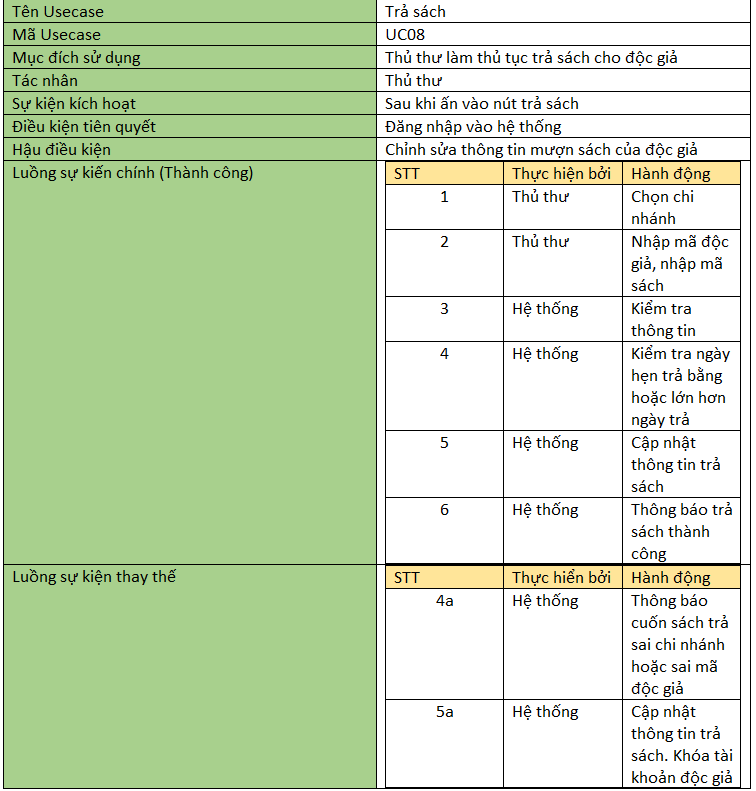 Tên Usecase
Trả sách
Mã Usecase
UC08
Mục đích sử dụng
Thủ thư làm thủ tục trả sách cho độc giả
Tác nhân
Thủ thư
Sự kiện kích hoạt
Sau khi ấn vào nút trả sách
Điều kiện tiên quyết
Đăng nhập vào hệ thống
Hậu điều kiện
Chỉnh sửa thông tin mượn sách của độc giả
Luồng sự kiến chính (Thành công)
STT
Thực hiện bởi
Hành động
1
Thủ thư
Chọn chi
nhánh
2
Thủ thư
Nhập mã độc
giả, nhập mã
sách
3
Hệ thống
Kiểm tra
thông tin
4
Hệ thống
Kiểm tra ngày
hẹn trả bằng
hoặc lớn hơn
ngày trả
5
Hệ thống
Cập nhật
thông tin trả
sách
6
Hệ thống
Thông báo trả
sách thành
công
Luồng sự kiện thay thế
STT
Thực hiển bởi
Hành động
4a
Hệ thống
Thông báo
cuốn sách trả
sai chi nhánh
hoặc sai mã
độc giả
5a
Hệ thống
Cập nhật
thông tin trả
sách. Khóa tài
khoản độc giả